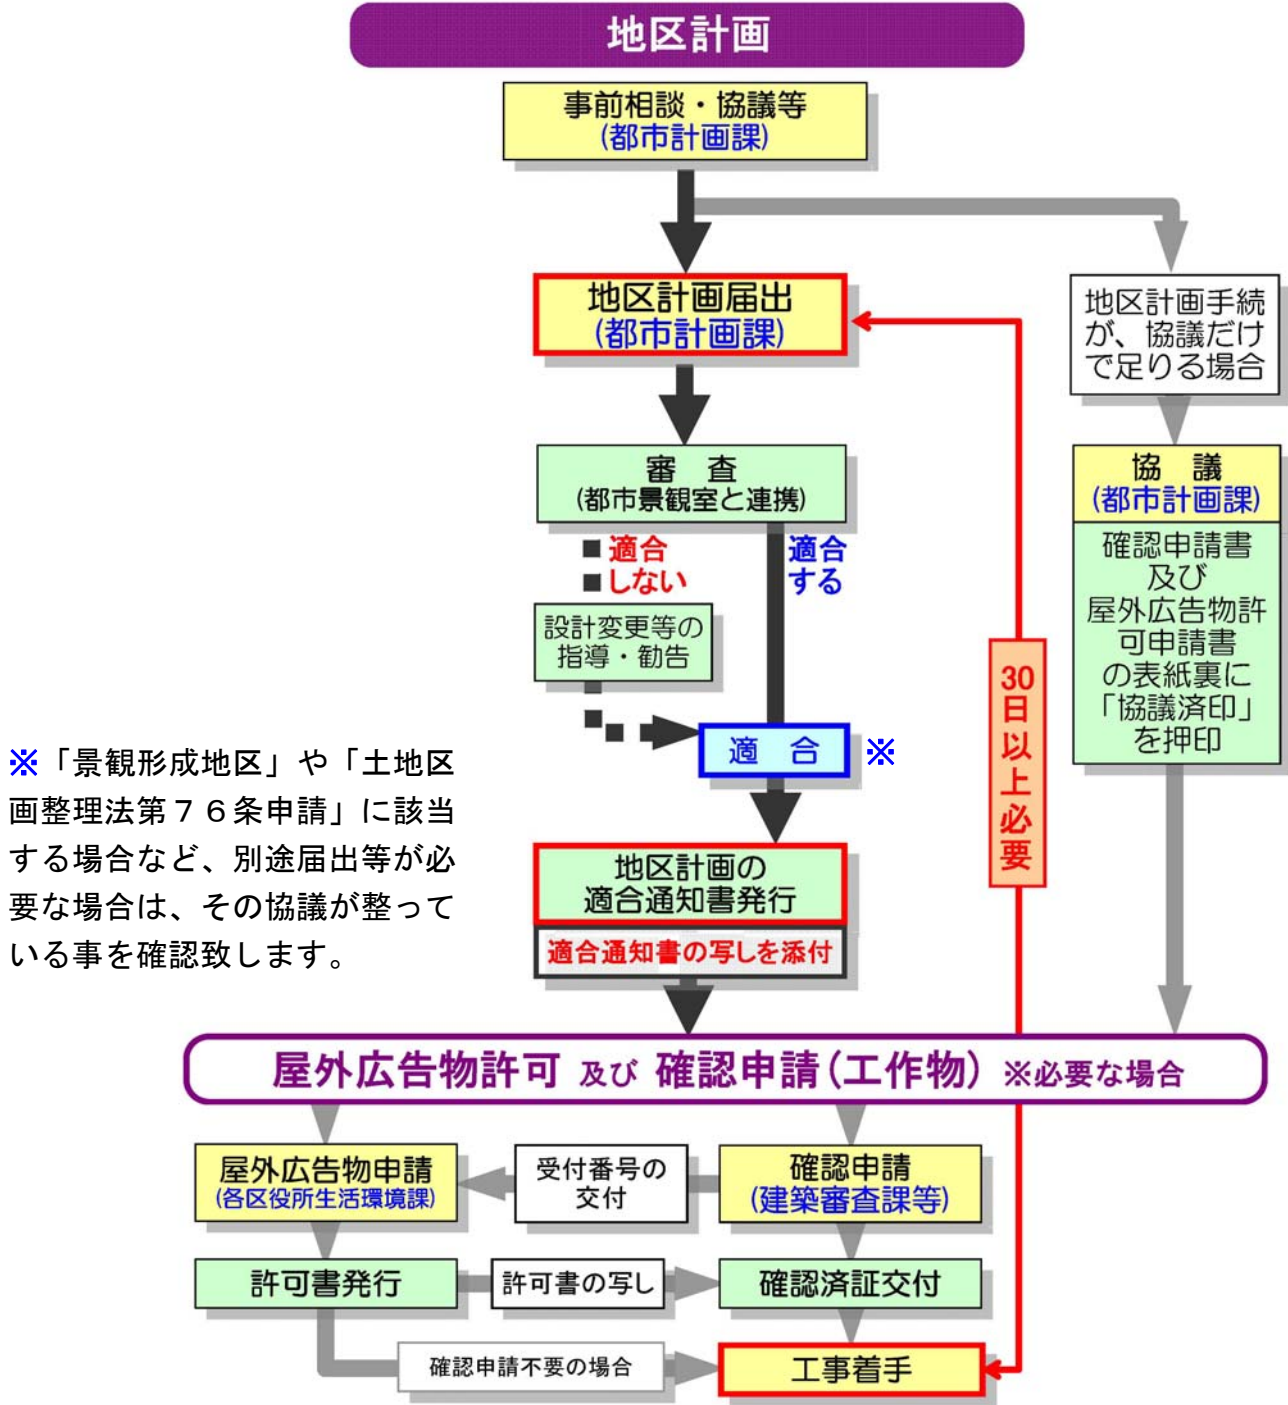 地区計画
事前相談・協議等
(都市計画課)
地区計画届出
(都市計画課)
地区計画手続
が、協議だけ
で足りる場合
審 査
(都市景観室と連携)
協 議
(都市計画課)
確認申請書
及び
屋外広告物許
可申請書
の表紙裏に
「協議済印」
を押印
適合
しない
適合
する
設計変更等の
指導・勧告
30日以上必要
適 合
※
※「景観形成地区」や「土地区
画整理法第76条申請」に該当
する場合など、別途届出等が必
要な場合は、その協議が整って
いる事を確認致します。
地区計画の
適合通知書発行
適合通知書の写しを添付
屋外広告物許可 及び 確認申請(工作物) ※必要な場合
屋外広告物申請
(各区役所生活環境課)
受付番号の
交付
確認申請
(建築審査課等)
許可書発行
許可書の写し
確認済証交付
確認申請不要の場合
工事着手